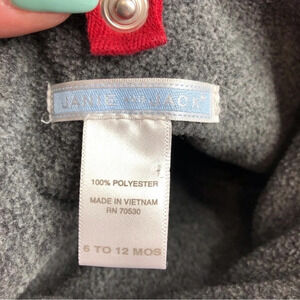 JANIE AND JACK
100% POLYESTER
MADE IN VIETNAM
RN 70530
6 TO 12 MOS